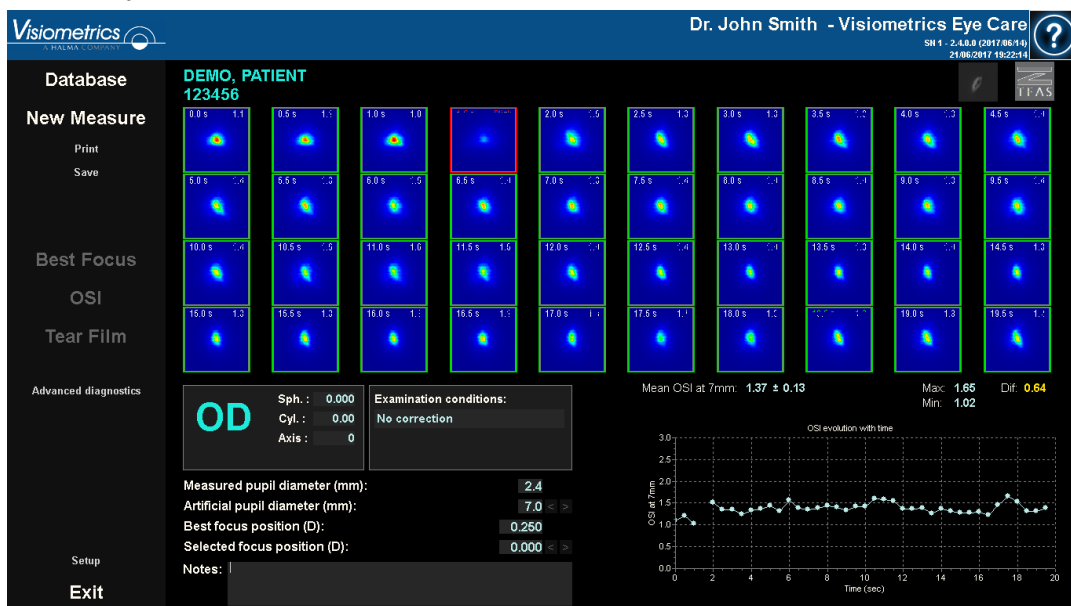 Visiometrics
A HALMA COMPANY
Dr. John Smith - Visiometrics Eye Care
SH 1 - 2.4.0.0 (2017/06/14)
21/06/2017 19:22:14
?
Database
New Measure
Print
Save
Best Focus
OSI
Tear Film
Advanced diagnostics
Setup
Exit
DEMO, PATIENT
123456
TFAS
0.0 s 1.1 0.5 s 1.0 s 1.0 2.0 s 2.5 s 1.3 3.0 s 3.5 s 4.0 s 4.5 s
5.0 s 5.5 s 6.0 s 6.5 s 7.0 s 7.5 s 8.0 s 8.5 s 9.0 s 9.5 s
10.0 s 10.5 s 11.0 s 1.6 11.5 s 12.0 s 12.5 s 13.0 s 13.5 s 14.0 s 14.5 s 1.3
15.0 s 1.3 15.5 s 1.3 16.0 s 16.5 s 17.0 s 17.5 s 18.0 s 19.0 s 1.3 19.5 s
OD
Sph. : 0.000
Cyl. : 0.00
Axis : 0
Examination conditions:
No correction
Mean OSI at 7mm: 1.37 ± 0.13
Max: 1.65 Dif: 0.64
Min: 1.02
Measured pupil diameter (mm): 2.4
Artificial pupil diameter (mm): 7.0 < >
Best focus position (D): 0.250
Selected focus position (D): 0.000 < >
Notes:
OSI evolution with time
OSI at 7mm
3.0
2.5
2.0
1.5
1.0
0.5
0.0
0 2 4 6 8 10 12 14 16 18 20
Time (sec)